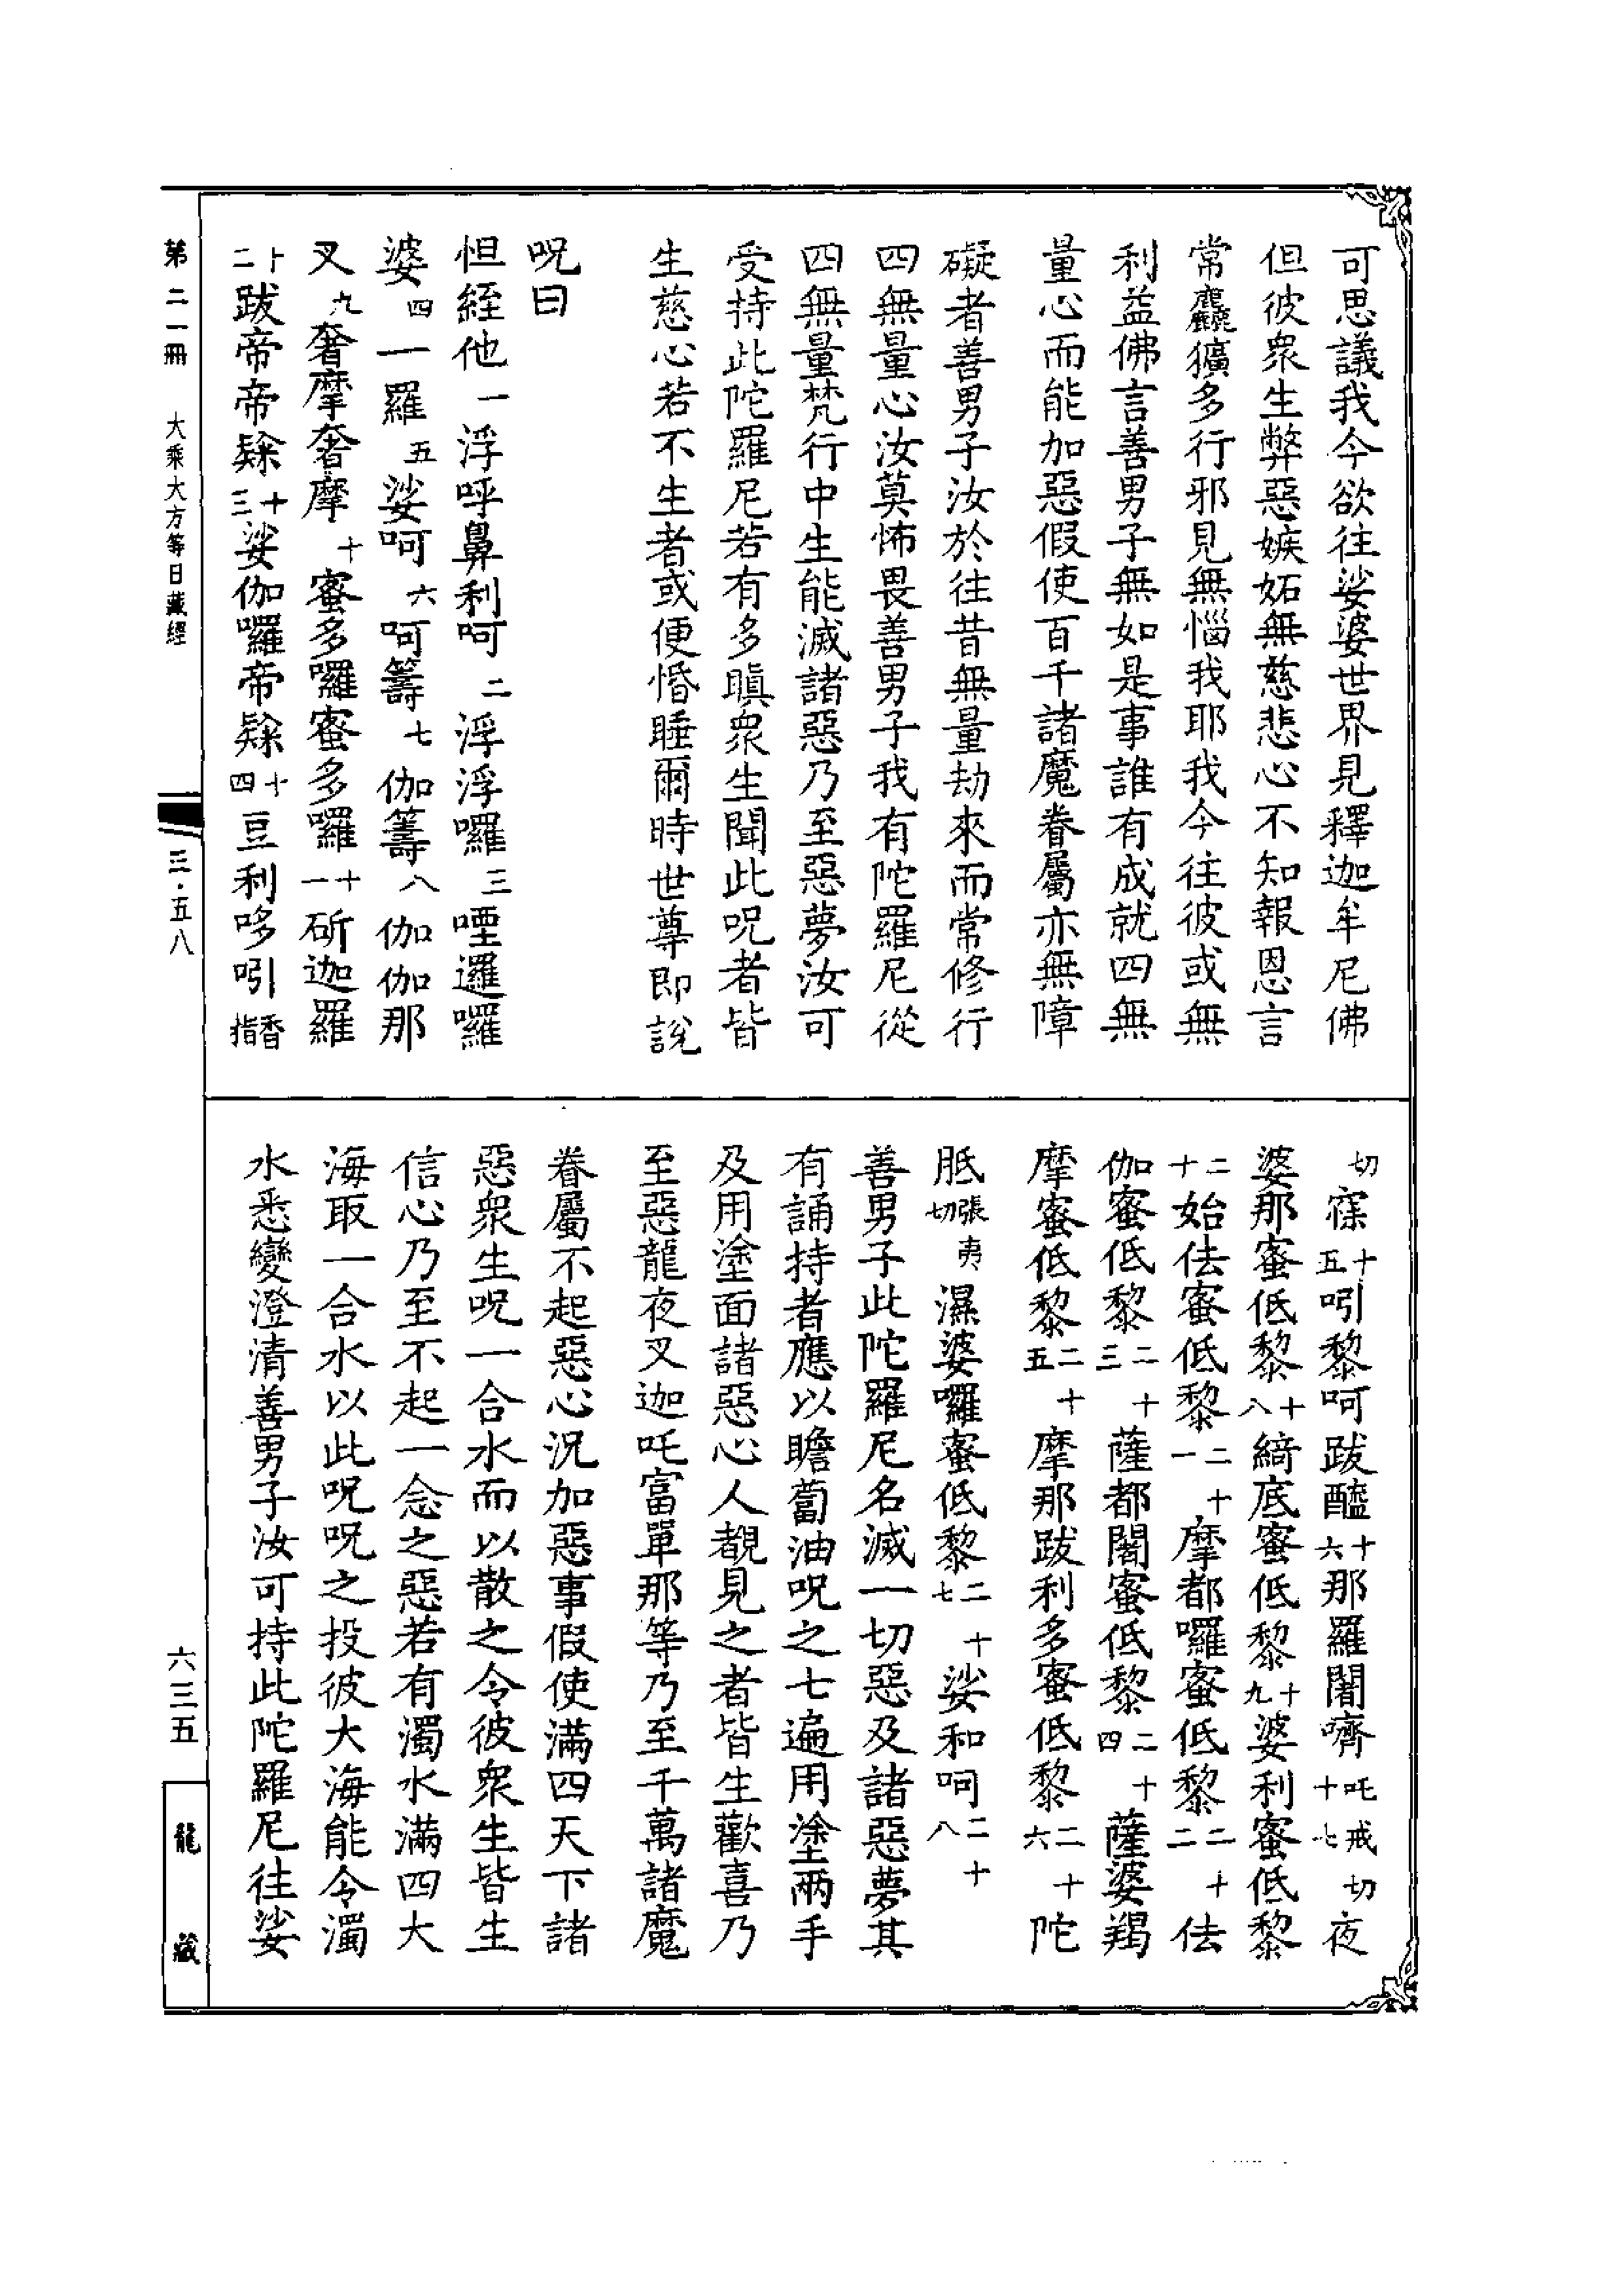 可思議我今欲往娑婆世界見釋迦牟尼佛
但彼眾生弊惡嫉妬無慈悲心不知報恩言
常麤獷多行邪見無惱我耶我今往彼或無
利益佛言善男子無如是事誰有成就四無
量心而能加惡假使百千諸魔眷屬亦無障
礙者善男子汝於往昔無量劫來而常修行
四無量心汝莫怖畏善男子我有陀羅尼從
四無量梵行中生能滅諸惡乃至惡夢汝可
受持此陀羅尼若有多瞋眾生聞此呪者皆
生慈心若不生者或便惛睡爾時世尊即說
呪曰
怛絰他一浮呼鼻利呵二浮浮囉三㖶邏囉
婆四一羅五娑呵六呵籌七伽籌八伽伽那
叉九奢摩奢摩十蜜多囉蜜多囉十一斫迦羅
十二跋帝帝䟽十三娑伽囉帝䟽十四豆利哆吲香指
切窱十五吲黎呵跋醯十六那羅闍嚌吒戒切十七夜
婆那蜜低黎十八綺底蜜低黎十九婆利蜜低黎
二十始佉蜜低黎二十一摩都囉蜜低黎二十二佉
伽蜜低黎二十三薩都闍蜜低黎二十四薩婆羯
摩蜜低黎二十五摩那跋利多蜜低黎二十六陀
胝張夷切濕婆囉蜜低黎二十七娑和呵二十八
善男子此陀羅尼名滅一切惡及諸惡夢其
有誦持者應以瞻蔔油呪之七遍用塗兩手
及用塗面諸惡心人覩見之者皆生歡喜乃
至惡龍夜叉迦吒富單那等乃至千萬諸魔
眷屬不起惡心況加惡事假使滿四天下諸
惡眾生呪一合水而以散之令彼眾生皆生
信心乃至不起一念之惡若有濁水滿四大
海取一合水以此呪呪之投彼大海能令濁
水悉變澄清善男子汝可持此陀羅尼往娑
第二一冊　大乘大方等日藏經
三·五八
六三五
龍藏